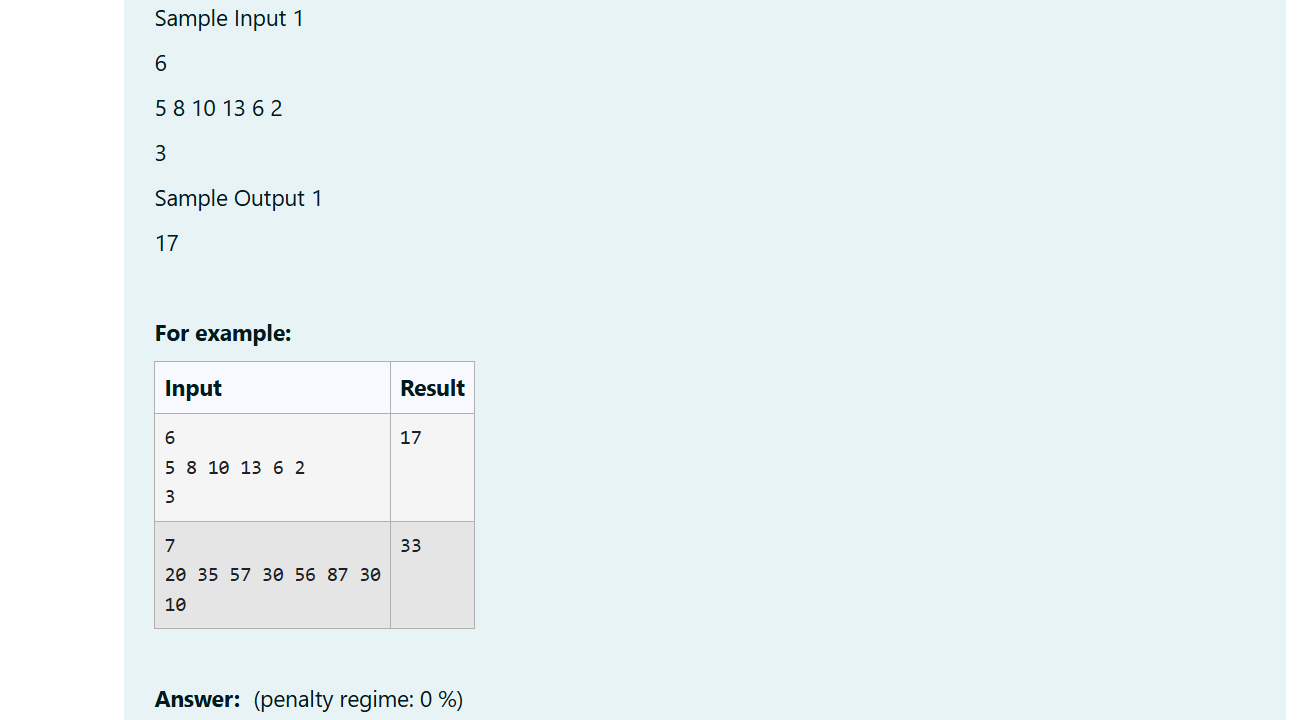 Sample Input 1
6
5 8 10 13 6 2
3
Sample Output 1
17
For example:
Input Result
6 17
5 8 10 13 6 2
3
7 33
20 35 57 30 56 87 30
10
Answer: (penalty regime: 0 %)